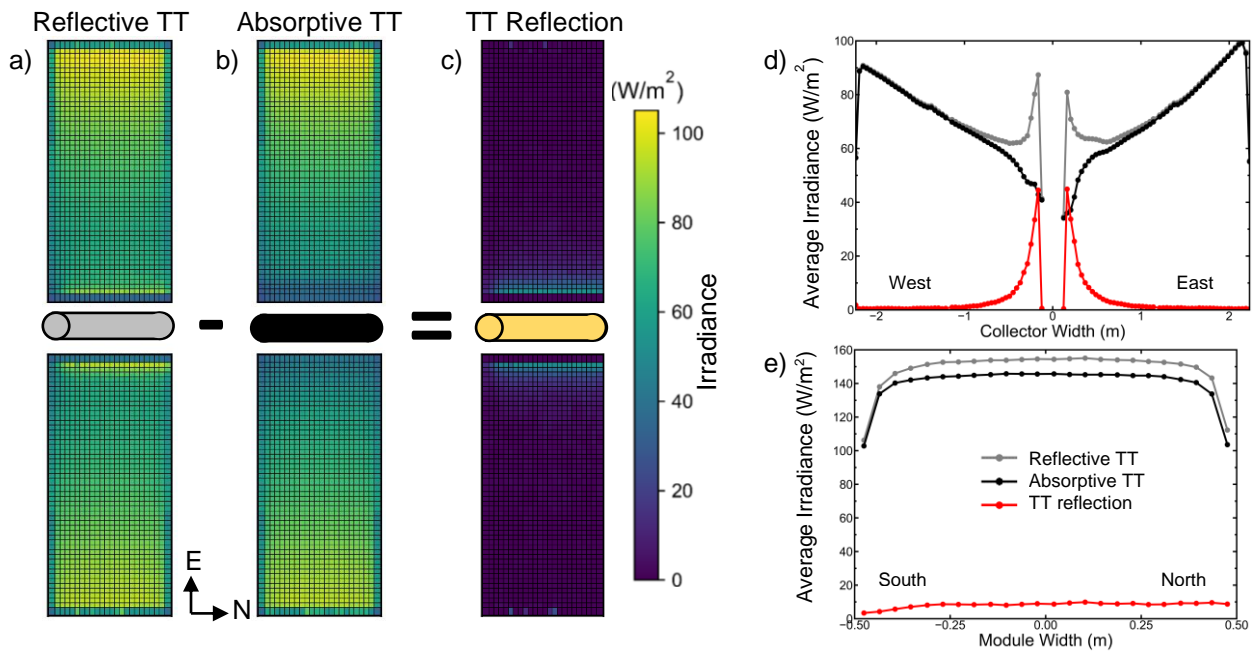 Reflective TT
Absorptive TT
TT Reflection
a)
b)
c)
(W/m²)
100
80
60
40
20
0
Irradiance
E
N
d)
Average Irradiance (W/m²)
100
80
60
40
20
0
West
East
−2
−1
0
1
2
Collector Width (m)
e)
Average Irradiance (W/m²)
160
140
120
100
80
60
40
20
0
Reflective TT
Absorptive TT
TT reflection
South
North
−0.50
−0.25
0.00
0.25
0.50
Module Width (m)